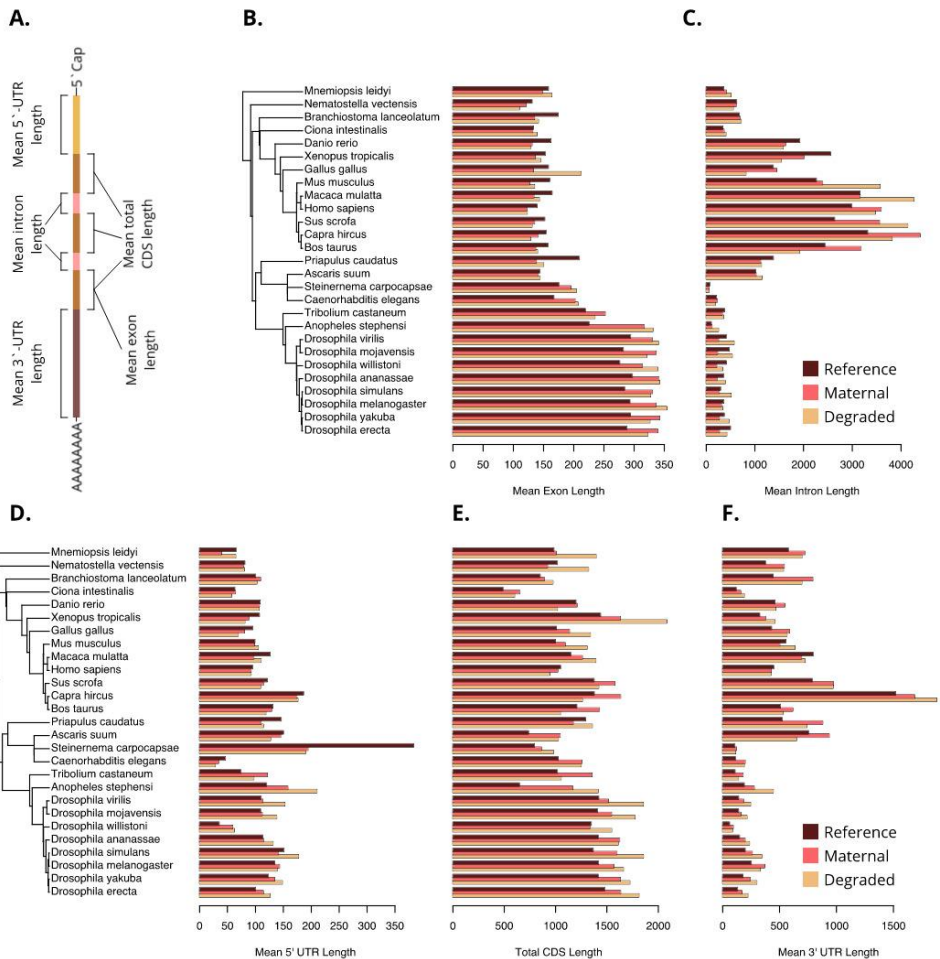 A.
B.
C.
5` Cap
Mean 5`-UTR
length
Mean intron
length
Mean total
CDS length
Mean exon
length
Mean 3`-UTR
length
AAAAAAA
Mnemiopsis leidyi
Nematostella vectensis
Branchiostoma lanceolatum
Ciona intestinalis
Danio rerio
Xenopus tropicalis
Gallus gallus
Mus musculus
Macaca mulatta
Homo sapiens
Sus scrofa
Capra hircus
Bos taurus
Priapulus caudatus
Ascaris suum
Steinernema carpocapsae
Caenorhabditis elegans
Tribolium castaneum
Anopheles stephensi
Drosophila virilis
Drosophila mojavensis
Drosophila willistoni
Drosophila ananassae
Drosophila simulans
Drosophila melanogaster
Drosophila yakuba
Drosophila erecta
0 50 100 150 200 250 300 350
Mean Exon Length
Reference
Maternal
Degraded
0 1000 2000 3000 4000
Mean Intron Length
D.
E.
F.
Mnemiopsis leidyi
Nematostella vectensis
Branchiostoma lanceolatum
Ciona intestinalis
Danio rerio
Xenopus tropicalis
Gallus gallus
Mus musculus
Macaca mulatta
Homo sapiens
Sus scrofa
Capra hircus
Bos taurus
Priapulus caudatus
Ascaris suum
Steinernema carpocapsae
Caenorhabditis elegans
Tribolium castaneum
Anopheles stephensi
Drosophila virilis
Drosophila mojavensis
Drosophila willistoni
Drosophila ananassae
Drosophila simulans
Drosophila melanogaster
Drosophila yakuba
Drosophila erecta
0 50 100 150 200 250 300 350
Mean 5' UTR Length
0 500 1000 1500 2000
Total CDS Length
Reference
Maternal
Degraded
0 500 1000 1500
Mean 3' UTR Length